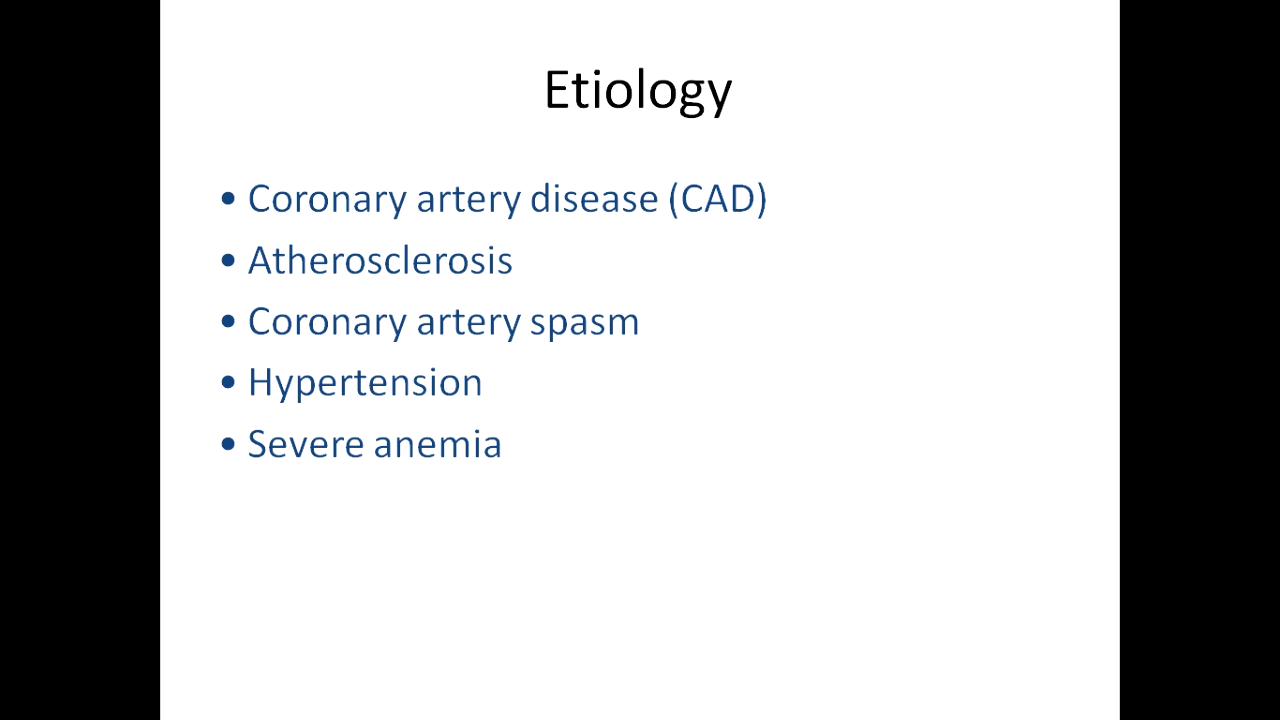 Etiology
• Coronary artery disease (CAD)
• Atherosclerosis
• Coronary artery spasm
• Hypertension
• Severe anemia